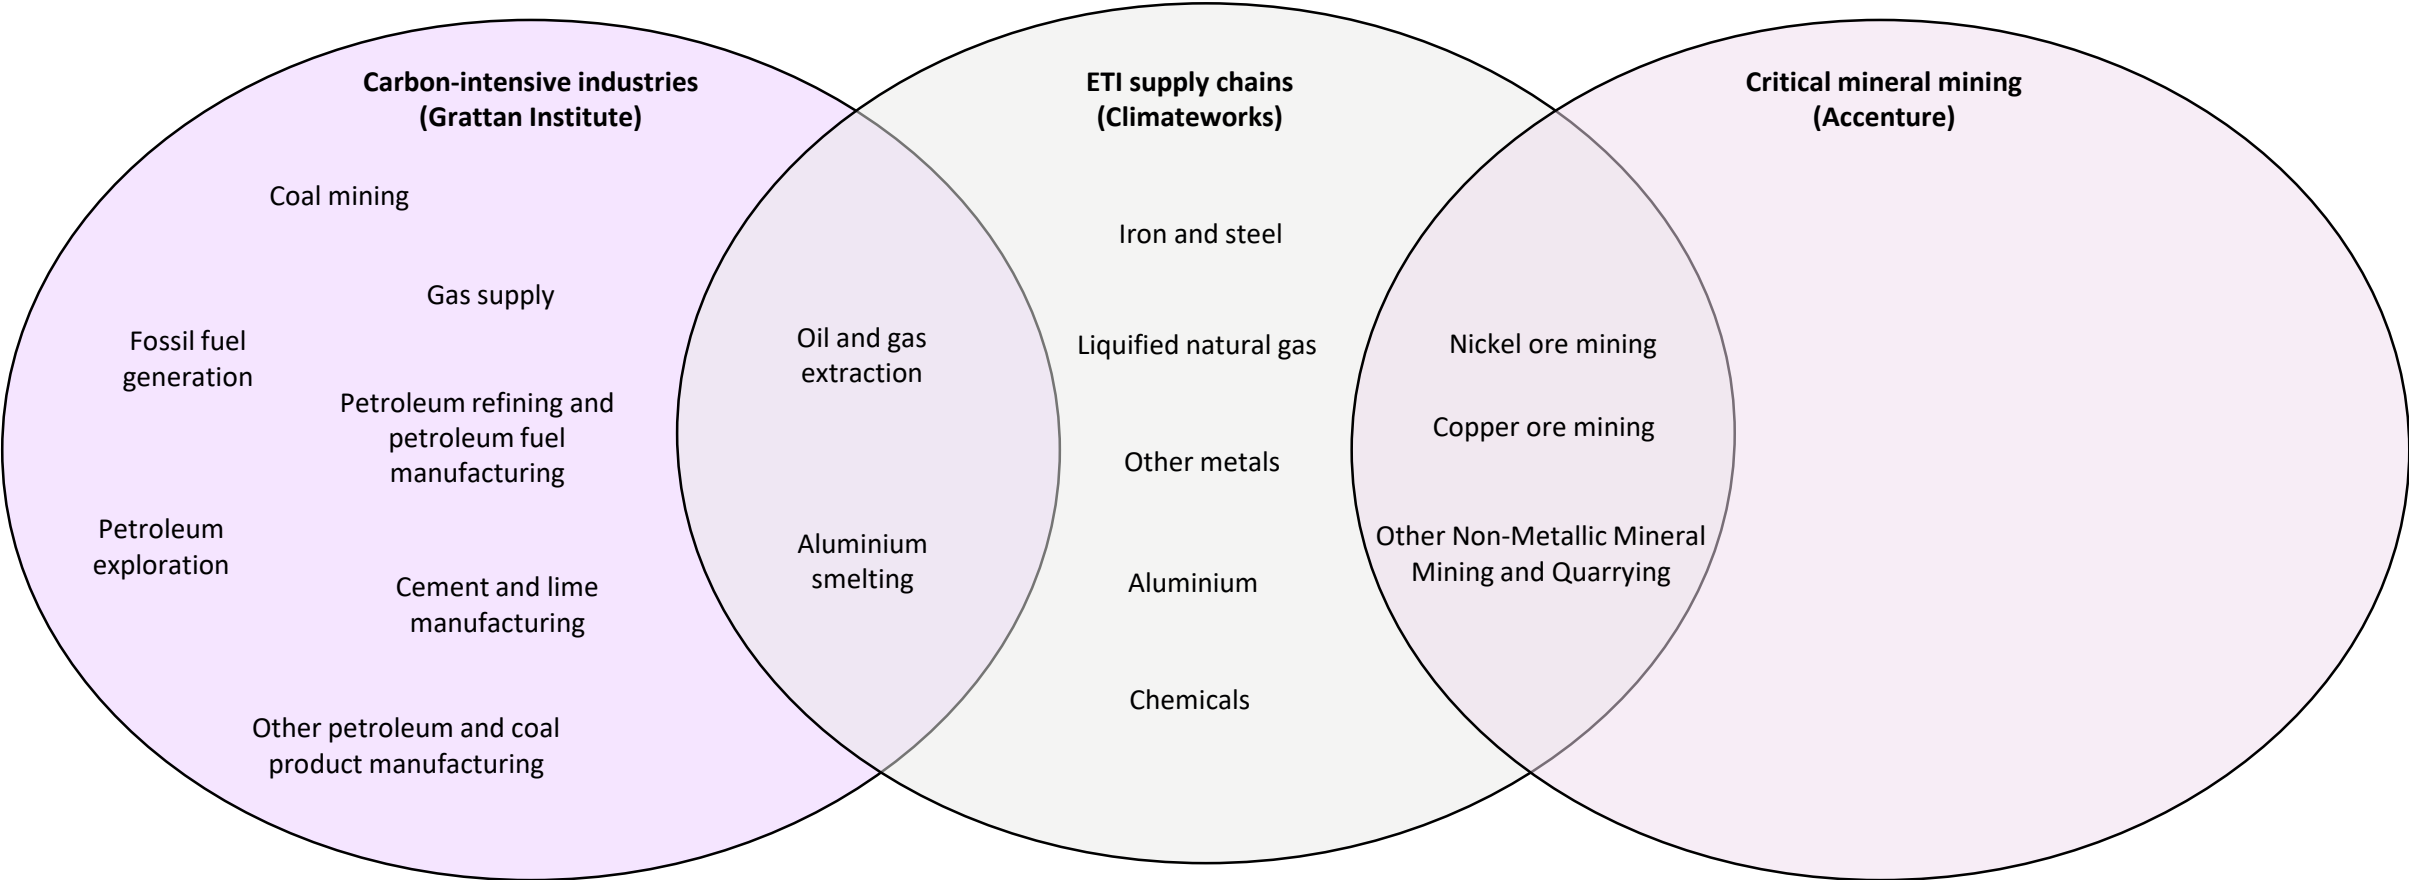 Carbon-intensive industries
(Grattan Institute)
Coal mining
Gas supply
Fossil fuel
generation
Petroleum refining and
petroleum fuel
manufacturing
Petroleum
exploration
Cement and lime
manufacturing
Other petroleum and coal
product manufacturing
Oil and gas
extraction
Aluminium
smelting
ETI supply chains
(Climateworks)
Iron and steel
Liquified natural gas
Other metals
Aluminium
Chemicals
Nickel ore mining
Copper ore mining
Other Non-Metallic Mineral
Mining and Quarrying
Critical mineral mining
(Accenture)